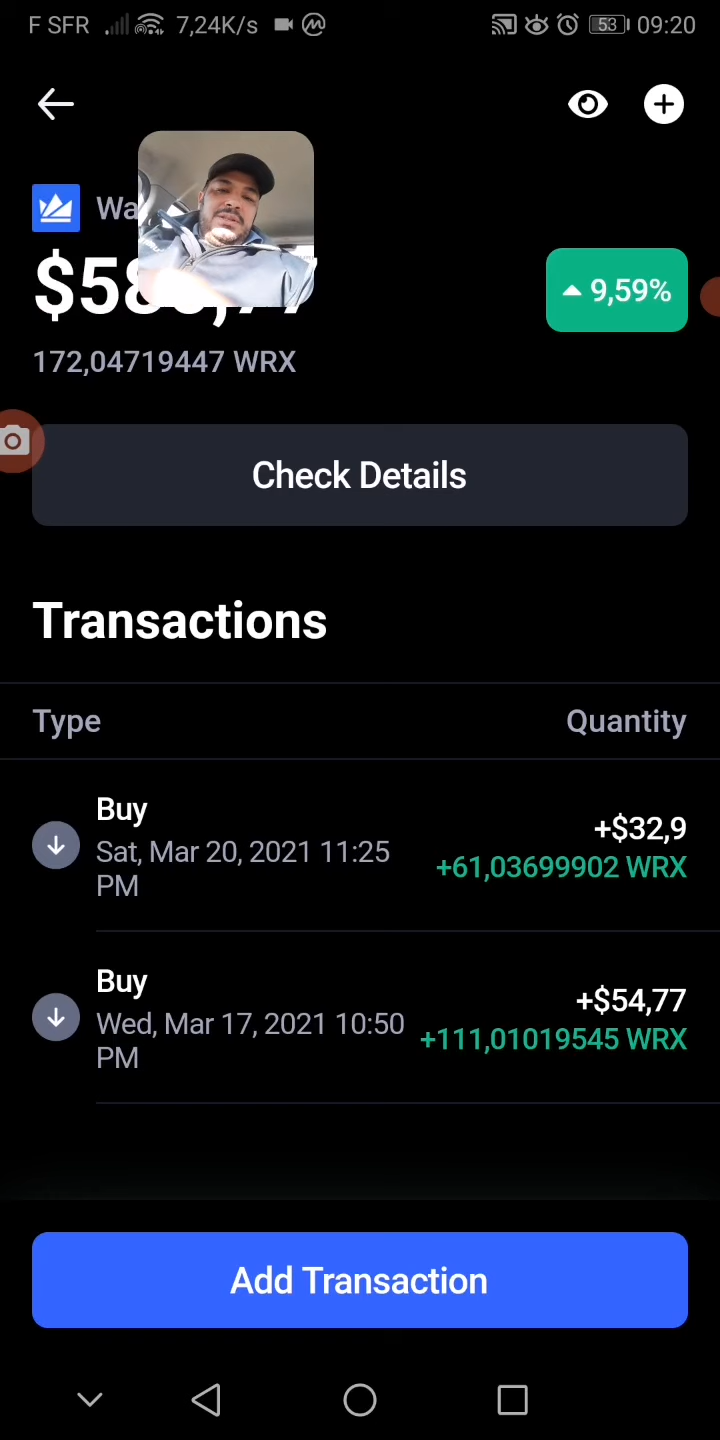 F SFR 7,24K/s 53 09:20
172,04719447 WRX
9,59%
Check Details
Transactions
Type Quantity
Buy
+$32,9
Sat, Mar 20, 2021 11:25
PM
+61,03699902 WRX
Buy
+$54,77
Wed, Mar 17, 2021 10:50
PM
+111,01019545 WRX
Add Transaction